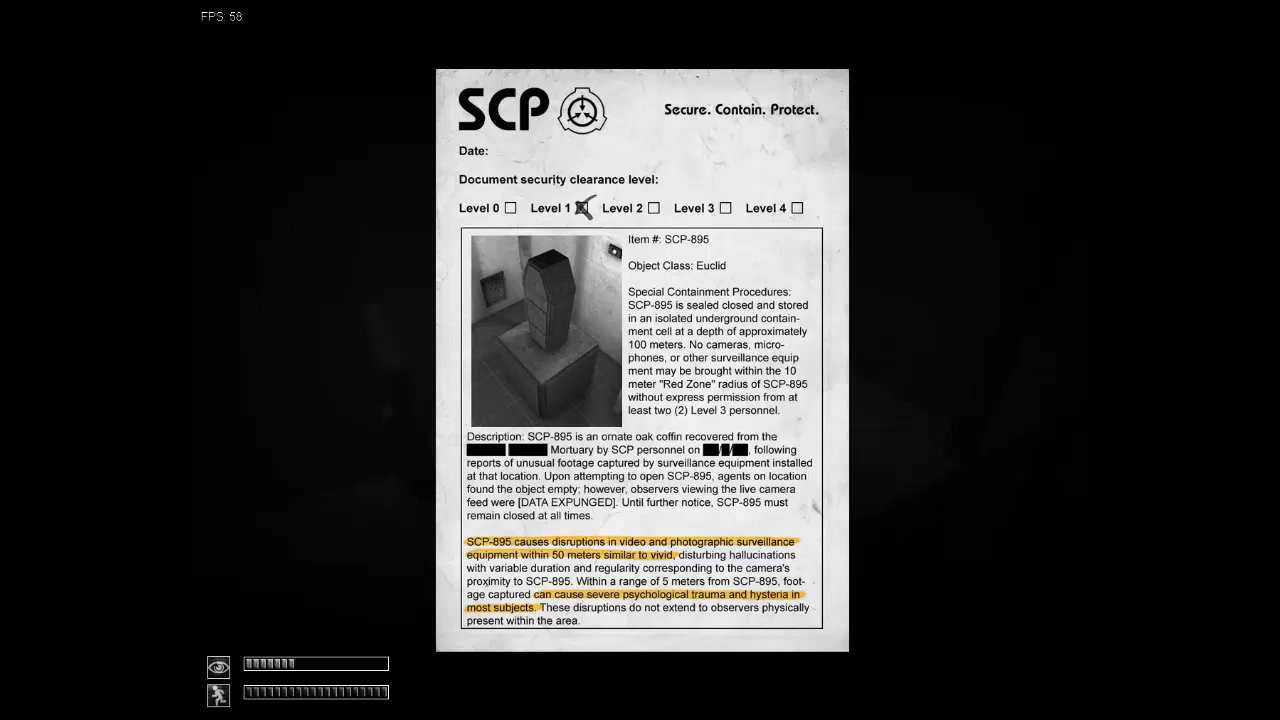 FPS: 58
SCP
Secure. Contain. Protect.
Date:
Document security clearance level:
Level 0 Level 1 Level 2 Level 3 Level 4
Item #: SCP-895
Object Class: Euclid
Special Containment Procedures:
SCP-895 is sealed closed and stored
in an isolated underground contain-
ment cell at a depth of approximately
100 meters. No cameras, micro-
phones, or other surveillance equip
ment may be brought within the 10
meter "Red Zone" radius of SCP-895
without express permission from at
least two (2) Level 3 personnel.
Description: SCP-895 is an ornate oak coffin recovered from the
Mortuary by SCP personnel on / / , following
reports of unusual footage captured by surveillance equipment installed
at that location. Upon attempting to open SCP-895, agents on location
found the object empty; however, observers viewing the live camera
feed were [DATA EXPUNGED]. Until further notice, SCP-895 must
remain closed at all times.
SCP-895 causes disruptions in video and photographic surveillance
equipment within 50 meters similar to vivid, disturbing hallucinations
with variable duration and regularity corresponding to the camera's
proximity to SCP-895. Within a range of 5 meters from SCP-895, foot-
age captured can cause severe psychological trauma and hysteria in
most subjects. These disruptions do not extend to observers physically
present within the area.